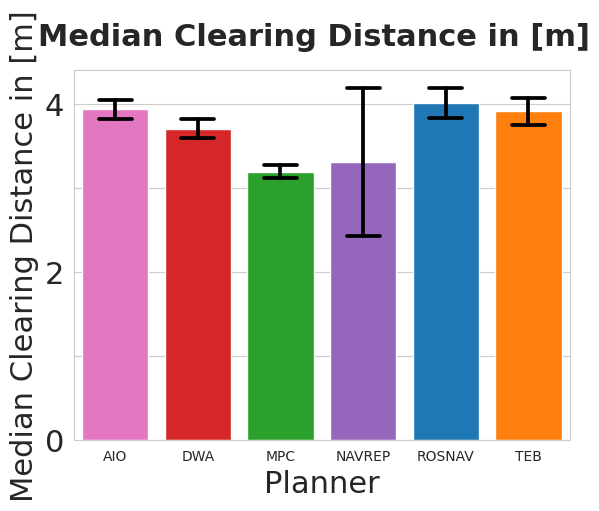 Median Clearing Distance in [m]
Median Clearing Distance in [m]
4
2
0
AIO DWA MPC NAVREP ROSNAV TEB
Planner